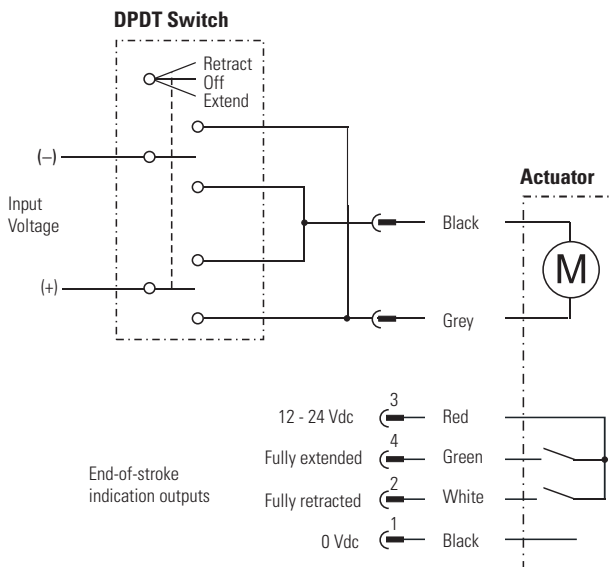 DPDT Switch
Retract
Off
Extend
(–)
Input
Voltage
(+)
Black
Grey
Actuator
M
12 - 24 Vdc
3
Red
Fully extended
4
Green
Fully retracted
2
White
0 Vdc
1
Black
End-of-stroke
indication outputs